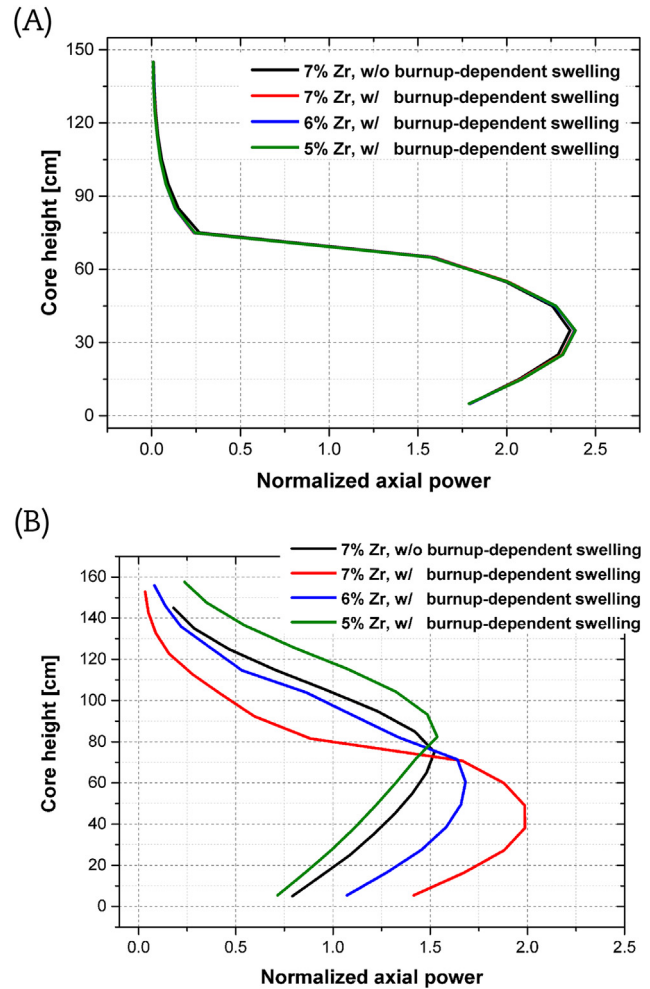 (A)
150
120
90
60
30
0
Core height [cm]
7% Zr, w/o burnup-dependent swelling
7% Zr, w/ burnup-dependent swelling
6% Zr, w/ burnup-dependent swelling
5% Zr, w/ burnup-dependent swelling
0.0 0.5 1.0 1.5 2.0 2.5
Normalized axial power
(B)
7% Zr, w/o burnup-dependent swelling
7% Zr, w/ burnup-dependent swelling
6% Zr, w/ burnup-dependent swelling
5% Zr, w/ burnup-dependent swelling
160
140
120
100
80
60
40
20
0
Core height [cm]
0.0 0.5 1.0 1.5 2.0 2.5
Normalized axial power